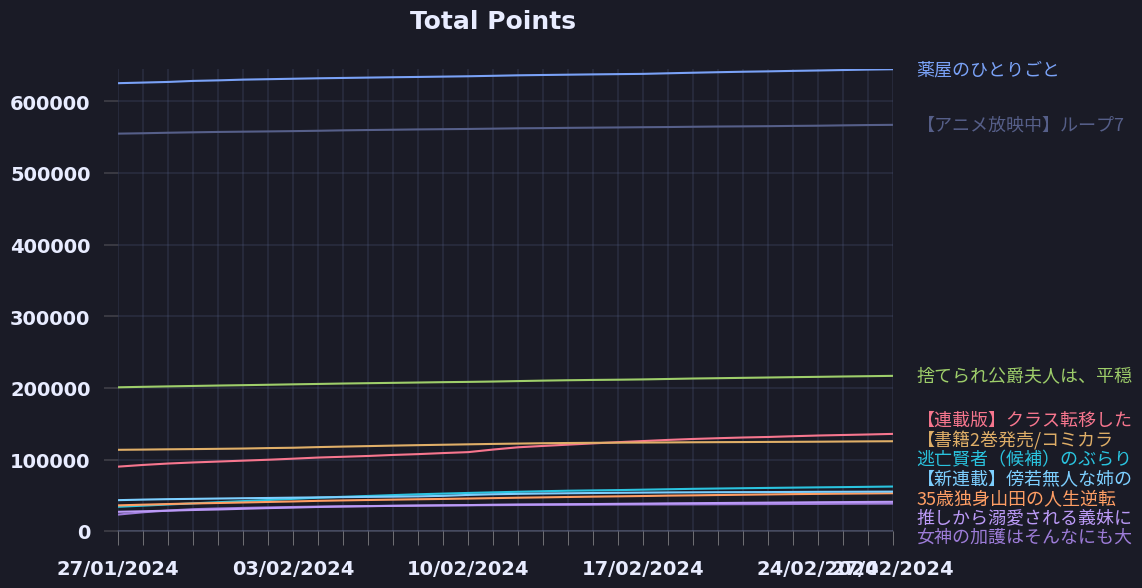 Total Points
600000
500000
400000
300000
200000
100000
0
27/01/2024
03/02/2024
10/02/2024
17/02/2024
24/02/2024
27/02/2024
薬屋のひとりごと
【アニメ放映中】ループ7
捨てられ公爵夫人は、平穏
【連載版】クラス転移した
【書籍2巻発売/コミカラ
逃亡賢者（候補）のぶらり
【新連載】傍若無人な姉の
35歳独身山田の人生逆転
推しから溺愛される義妹に
女神の加護はそんなにも大